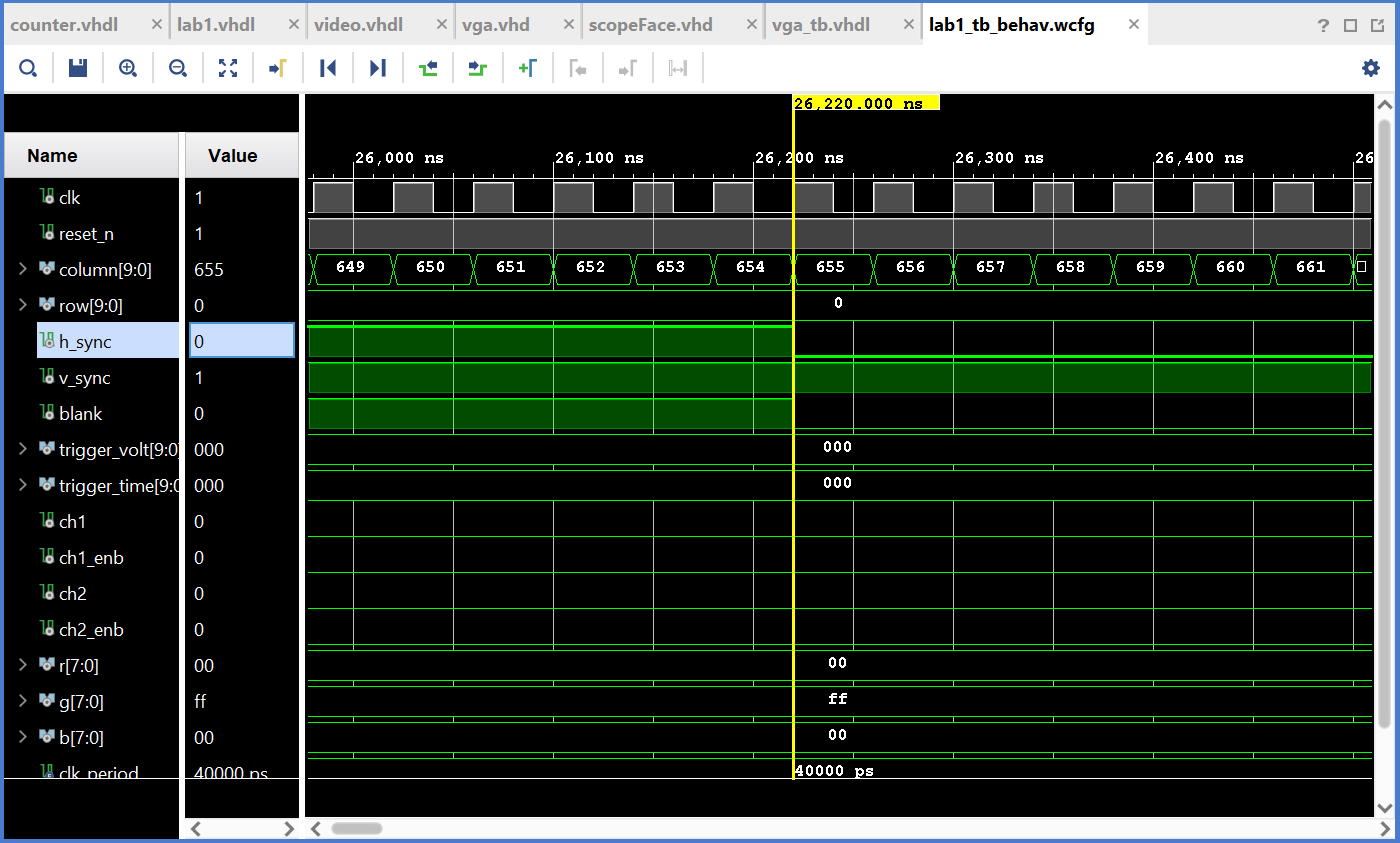 counter.vhdl lab1.vhdl video.vhdl vga.vhd scopeFace.vhd vga_tb.vhdl lab1_tb_behav.wcfg ?
26,220.000 ns
Name Value
26,000 ns 26,100 ns 26,200 ns 26,300 ns 26,400 ns 26
clk 1
reset_n 1
column[9:0] 655 649 650 651 652 653 654 655 656 657 658 659 660 661
row[9:0] 0 0
h_sync 0
v_sync 1
blank 0
trigger_volt[9:0] 000 000
trigger_time[9:0 000 000
ch1 0
ch1_enb 0
ch2 0
ch2_enb 0
r[7:0] 00 00
g[7:0] ff ff
b[7:0] 00 00
clk_period 40000 ps 40000 ps